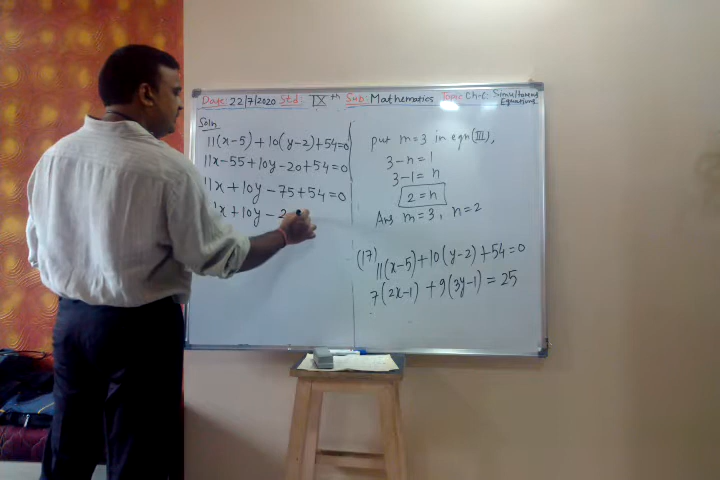 Date: 22/7/2020 Std: IXth Sub: Mathematics Topic Ch-6: Simultaneous Equations.
Soln
11(x-5)+10(y-2)+54=0
11x-55+10y-20+54=0
11x+10y-75+54=0
1x+10y-2
put m=3 in eqn(III),
3-n=1
3-1=n
2=n
Ans m=3, n=2
(17) 11(x-5)+10(y-2)+54=0
7(2x-1)+9(3y-1)=25